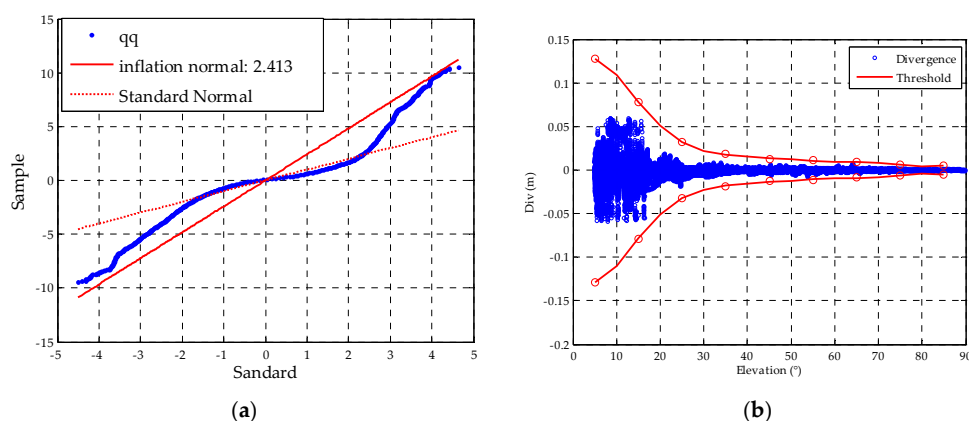 15
10
5
0
-5
-10
-15
-5 -4 -3 -2 -1 0 1 2 3 4 5
Sample
Sandard
qq
inflation normal: 2.413
Standard Normal
(a)
0.15
0.1
0.05
0
-0.05
-0.1
-0.15
-0.2
0 10 20 30 40 50 60 70 80 90
Div (m)
Elevation (°)
Divergence
Threshold
(b)